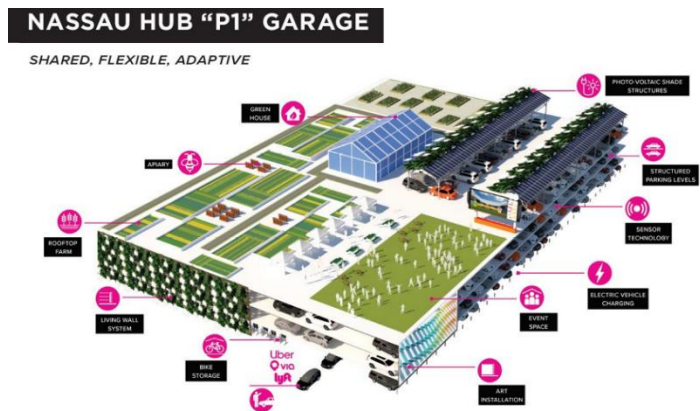 NASSAU HUB “P1” GARAGE
SHARED, FLEXIBLE, ADAPTIVE
PHOTO-VOLTAIC SHADE
STRUCTURES
GREEN
HOUSE
APIARY
STRUCTURED
PARKING LEVELS
ROOFTOP
FARM
SENSOR
TECHNOLOGY
ELECTRIC VEHICLE
CHARGING
LIVING WALL
SYSTEM
EVENT
SPACE
BIKE
STORAGE
Uber
via
lyft
ART
INSTALLATION